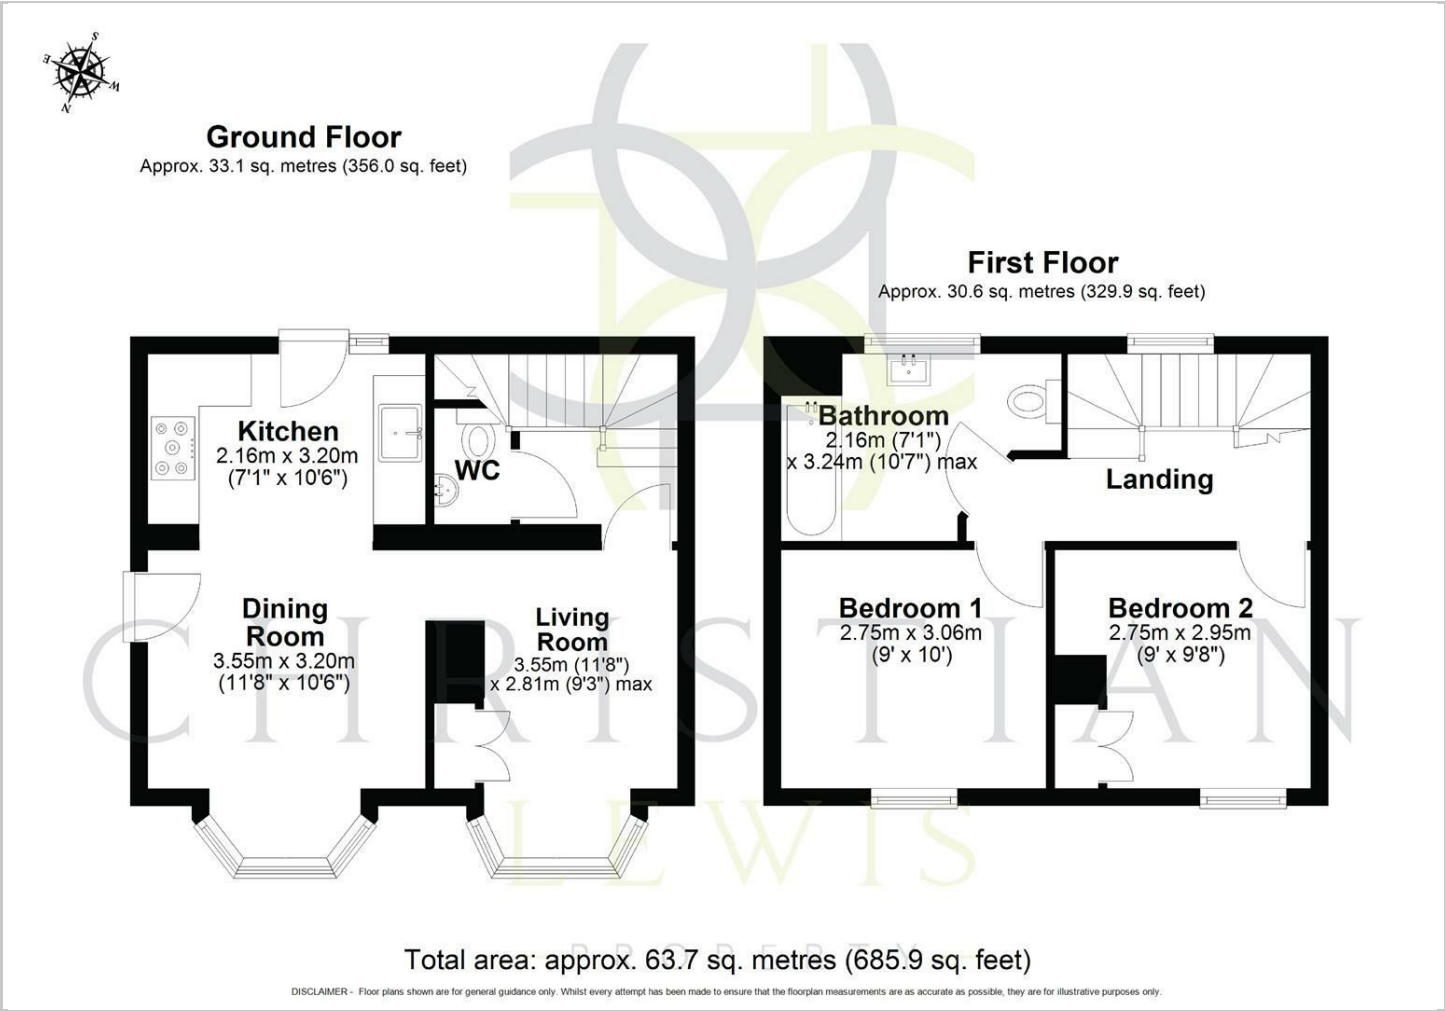 S
E
W
N
Ground Floor
Approx. 33.1 sq. metres (356.0 sq. feet)
First Floor
Approx. 30.6 sq. metres (329.9 sq. feet)
Kitchen
2.16m x 3.20m
(7'1" x 10'6")
WC
Bathroom
2.16m (7'1")
x 3.24m (10'7") max
Landing
Dining
Room
3.55m x 3.20m
(11'8" x 10'6")
Living
Room
3.55m (11'8")
x 2.81m (9'3") max
Bedroom 1
2.75m x 3.06m
(9' x 10')
Bedroom 2
2.75m x 2.95m
(9' x 9'8")
CHRISTIAN
LEWIS
PROPERTY
Total area: approx. 63.7 sq. metres (685.9 sq. feet)
DISCLAIMER - Floor plans shown are for general guidance only. Whilst every attempt has been made to ensure that the floorplan measurements are as accurate as possible, they are for illustrative purposes only.